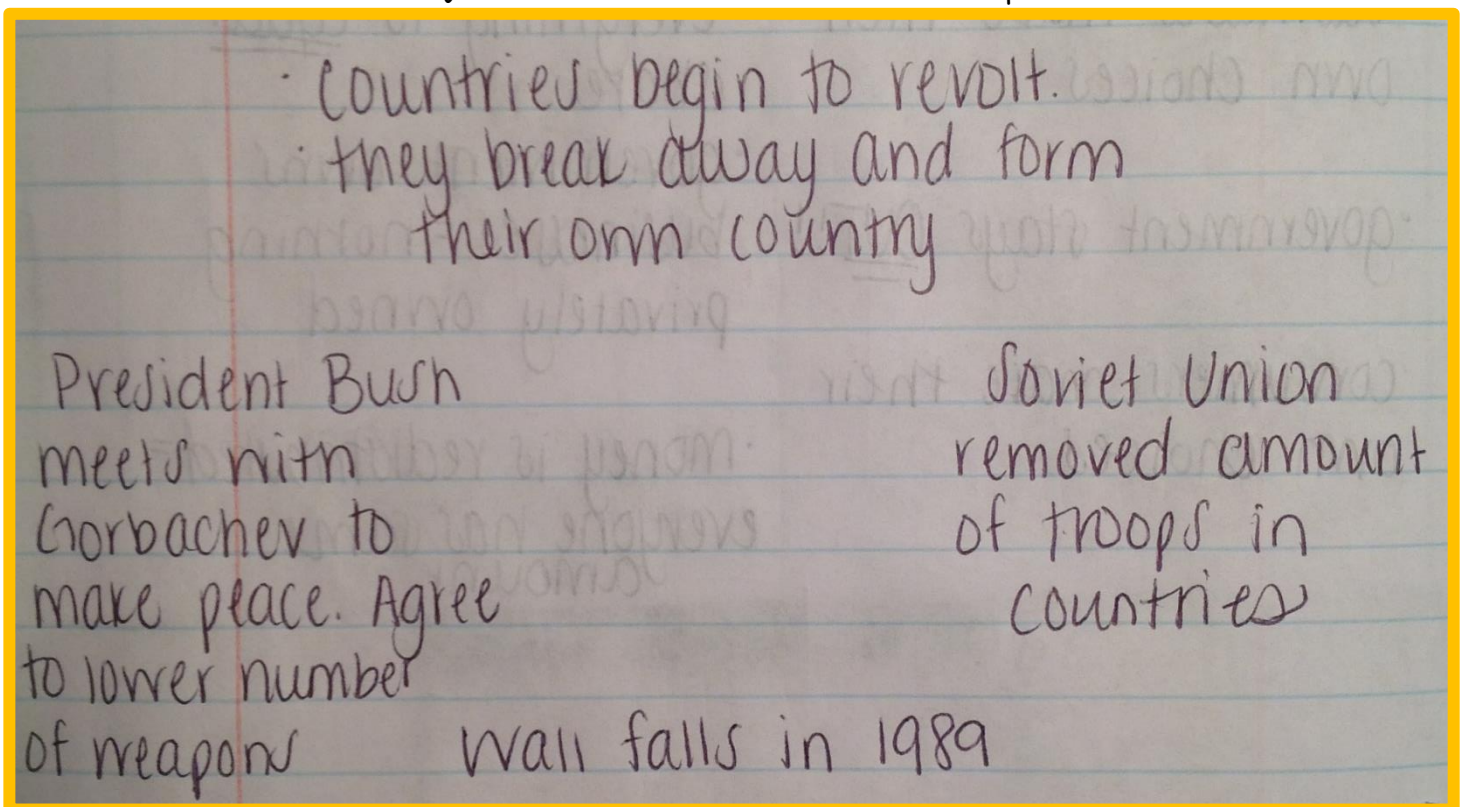 · countries begin to revolt.
· they break away and form
their own country
President Bush
meets with
Gorbachev to
make peace. Agree
to lower number
of weapons
Soviet Union
removed amount
of troops in
countries
Wall falls in 1989